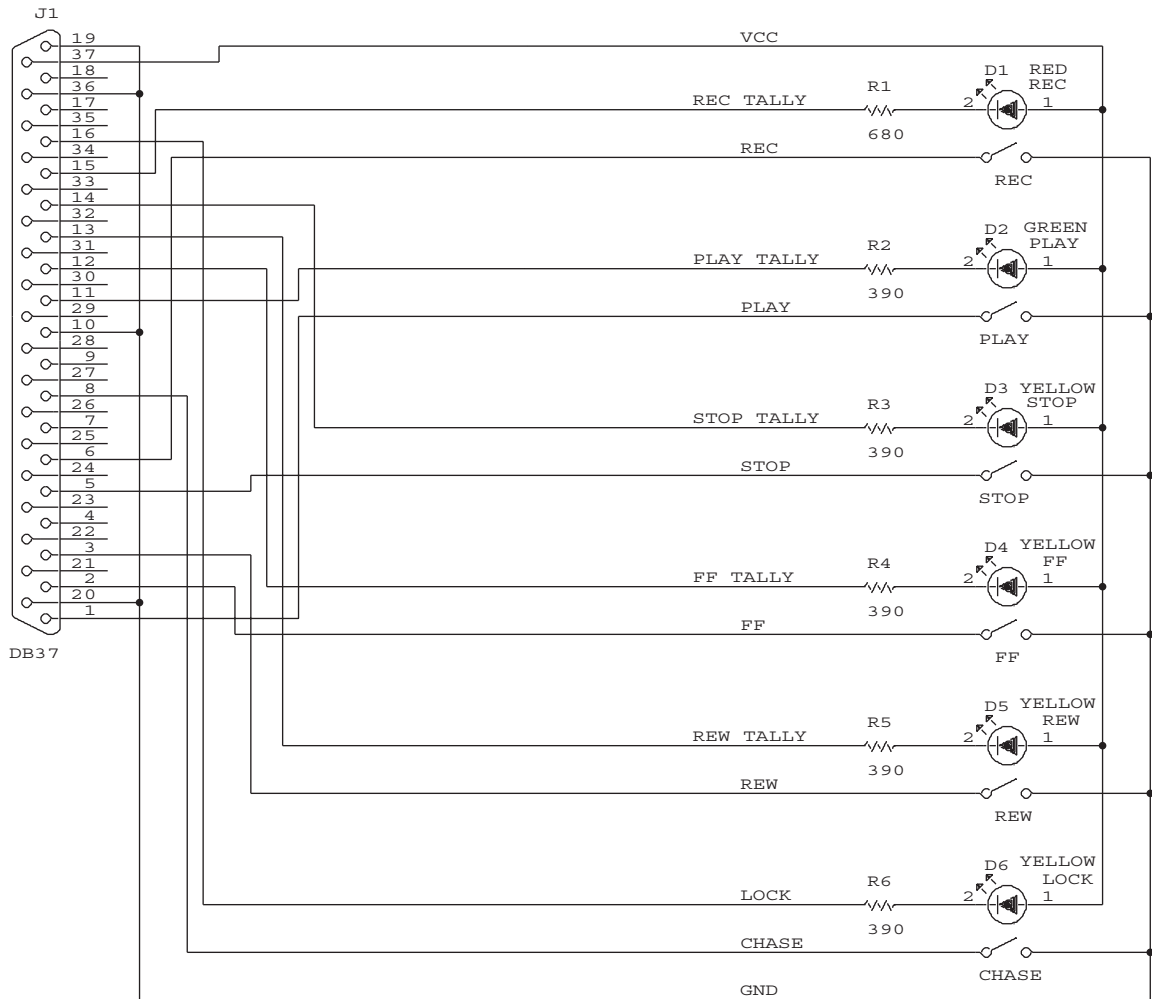 J1
19
37
18
36
17
35
16
34
15
33
14
32
13
31
12
30
11
29
10
28
9
27
8
26
7
25
6
24
5
23
4
22
3
21
2
20
1
DB37
VCC
REC TALLY
R1
680
2
D1
RED
REC
1
REC
REC
PLAY TALLY
R2
390
2
D2
GREEN
PLAY
1
PLAY
PLAY
STOP TALLY
R3
390
2
D3
YELLOW
STOP
1
STOP
STOP
FF TALLY
R4
390
2
D4
YELLOW
FF
1
FF
FF
REW TALLY
R5
390
2
D5
YELLOW
REW
1
REW
REW
LOCK
R6
390
2
D6
YELLOW
LOCK
1
CHASE
CHASE
GND